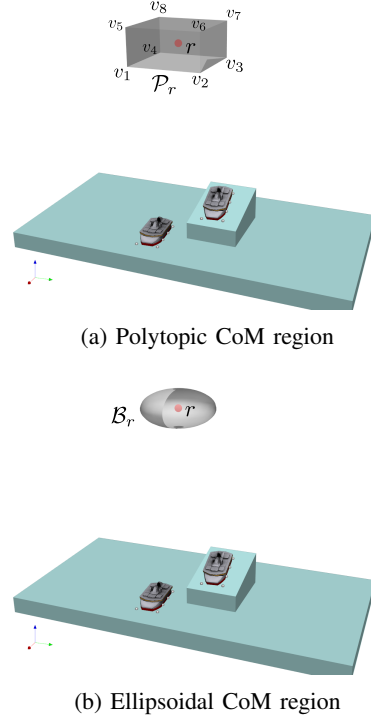 v₈
v₇
v₅
v₆
v₄
r
v₃
v₁
v₂
𝒫ᵣ
(a) Polytopic CoM region
ℬᵣ
r
(b) Ellipsoidal CoM region